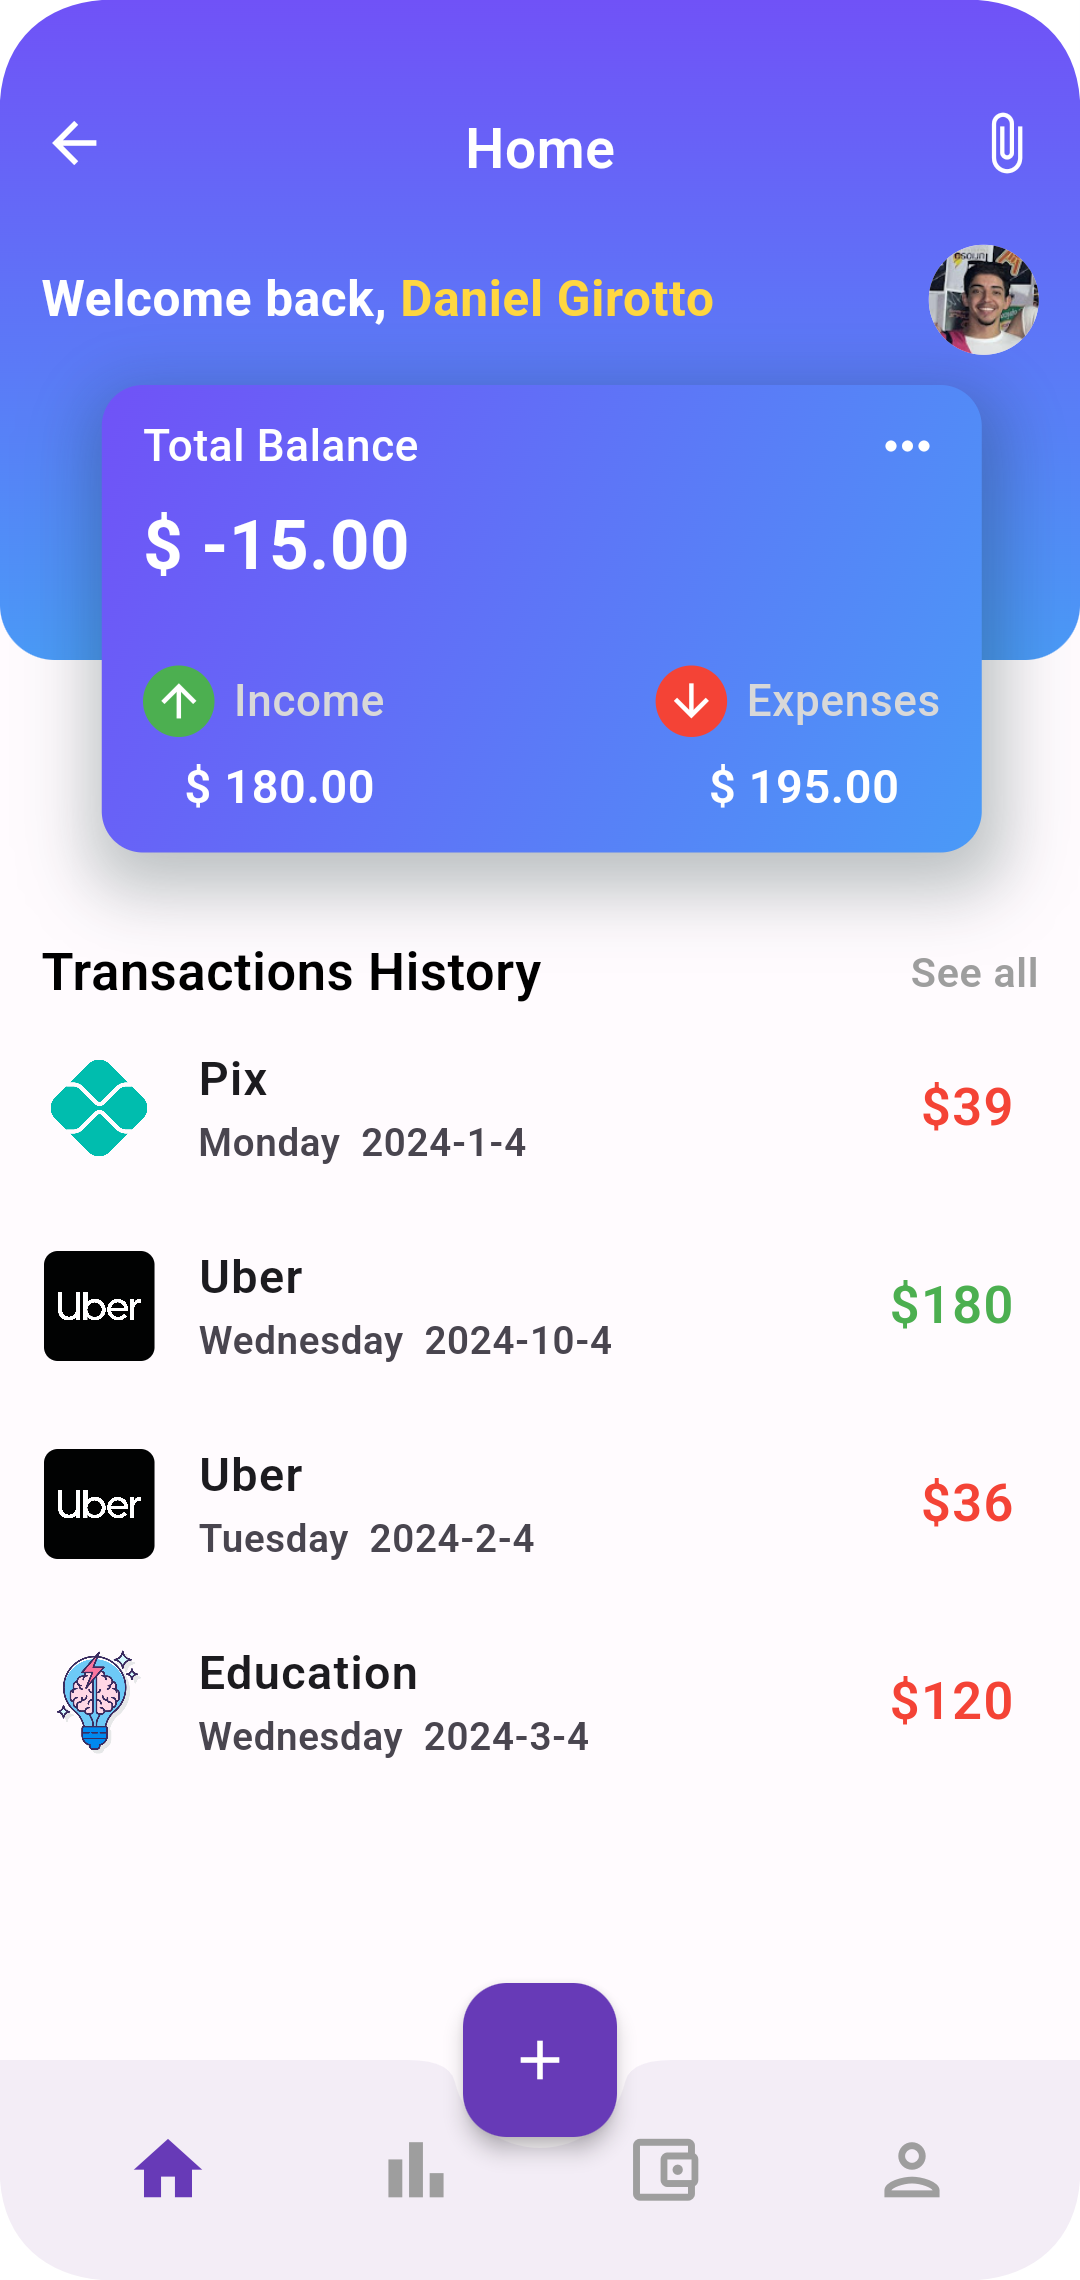 Home
Welcome back, Daniel Girotto
Total Balance
$ -15.00
Income
Expenses
$ 180.00
$ 195.00
Transactions History
See all
Pix
$39
Monday 2024-1-4
Uber
Uber
$180
Wednesday 2024-10-4
Uber
Uber
$36
Tuesday 2024-2-4
Education
$120
Wednesday 2024-3-4